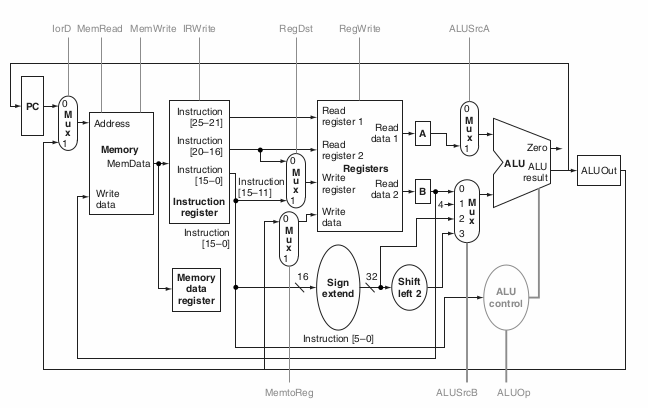 IorD MemRead MemWrite IRWrite RegDst RegWrite ALUSrcA
PC
0
M
u
x
1
Address
Memory
MemData
Write
data
Instruction
[25–21]
Instruction
[20–16]
Instruction
[15–0]
Instruction
register
Instruction
[15–0]
Memory
data
register
Instruction
[15–11]
0
M
u
x
1
0
M
u
x
1
Read
register 1
Read
register 2
Registers
Write
register
Write
data
Read
data 1
Read
data 2
16
Sign
extend
32
Shift
left 2
Instruction [5–0]
A
B
4
0
M
u
x
1
0
1 M
u
2 x
3
Zero
ALU ALU
result
ALUOut
ALU
control
MemtoReg ALUSrcB ALUOp